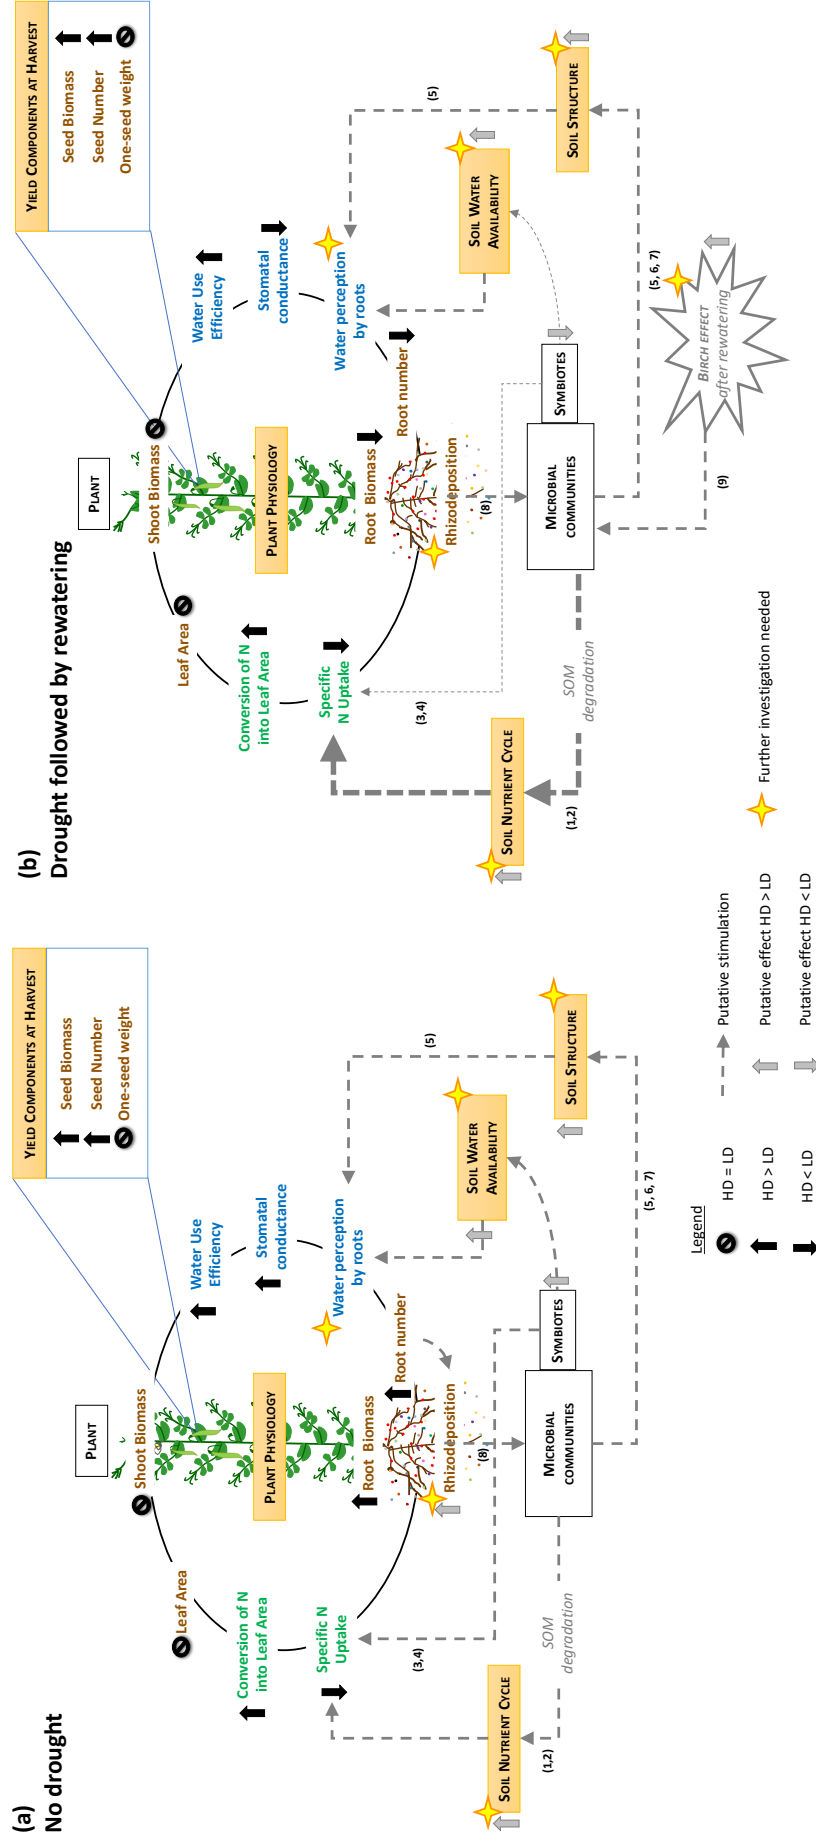 (a)
No drought
PLANT
YIELD COMPONENTS AT HARVEST
Seed Biomass
Seed Number
One-seed weight
Shoot Biomass
Leaf Area
Water Use
Efficiency
Conversion of N
into Leaf Area
PLANT PHYSIOLOGY
Stomatal
conductance
Specific N
Uptake
Root Biomass
Water perception
by roots
Root number
Rhizodeposition
(3,4)
(8)
(5)
SOIL WATER
AVAILABILITY
SOIL NUTRIENT CYCLE
(1,2)
SOM
degradation
MICROBIAL
COMMUNITIES
SYMBIOTES
SOIL STRUCTURE
(5, 6, 7)
(b)
Drought followed by rewatering
PLANT
YIELD COMPONENTS AT HARVEST
Seed Biomass
Seed Number
One-seed weight
Shoot Biomass
Leaf Area
Water Use
Efficiency
Conversion of N
into Leaf Area
PLANT PHYSIOLOGY
Stomatal
conductance
Specific
N Uptake
Root Biomass
Water perception
by roots
Root number
Rhizodeposition
(3,4)
(8)
(5)
SOIL WATER
AVAILABILITY
SOIL NUTRIENT CYCLE
(1,2)
SOM
degradation
MICROBIAL
COMMUNITIES
SYMBIOTES
SOIL STRUCTURE
(5, 6, 7)
BIRCH EFFECT
after rewatering
(9)
Legend
HD = LD
HD > LD
HD < LD
Putative stimulation
Putative effect HD > LD
Putative effect HD < LD
Further investigation needed